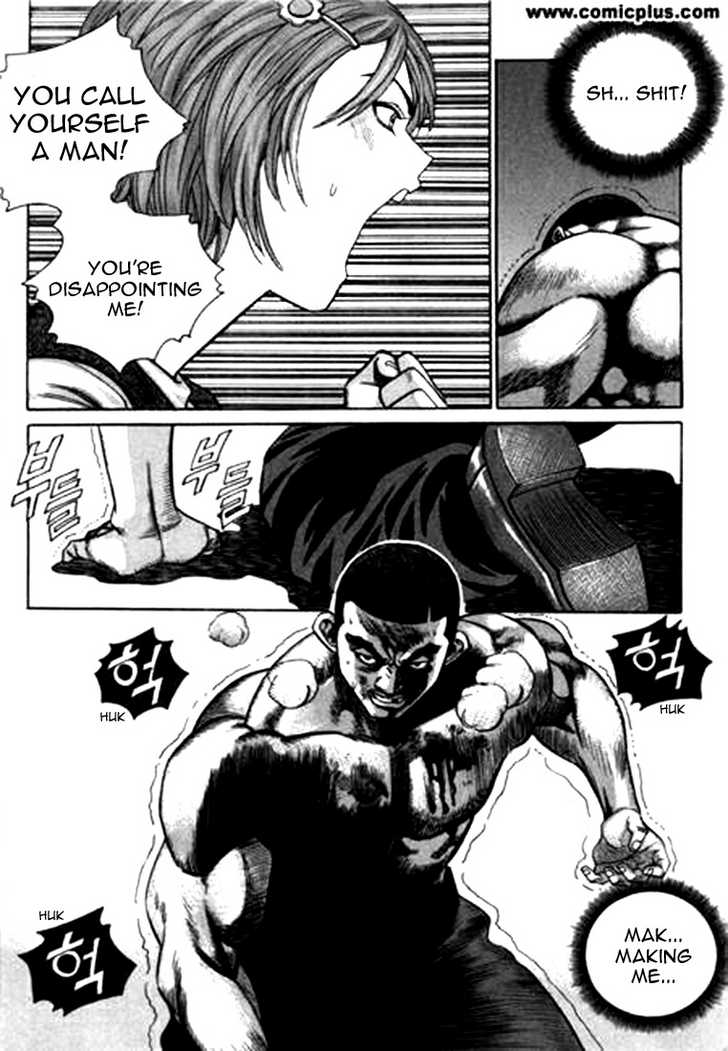 www.comicplus.com
YOU CALL
YOURSELF
A MAN!
YOU'RE
DISAPPOINTING
ME!
SH... SHIT!
부들
부들
헉
HUK
헉
HUK
헉
HUK
MAK...
MAKING
ME...